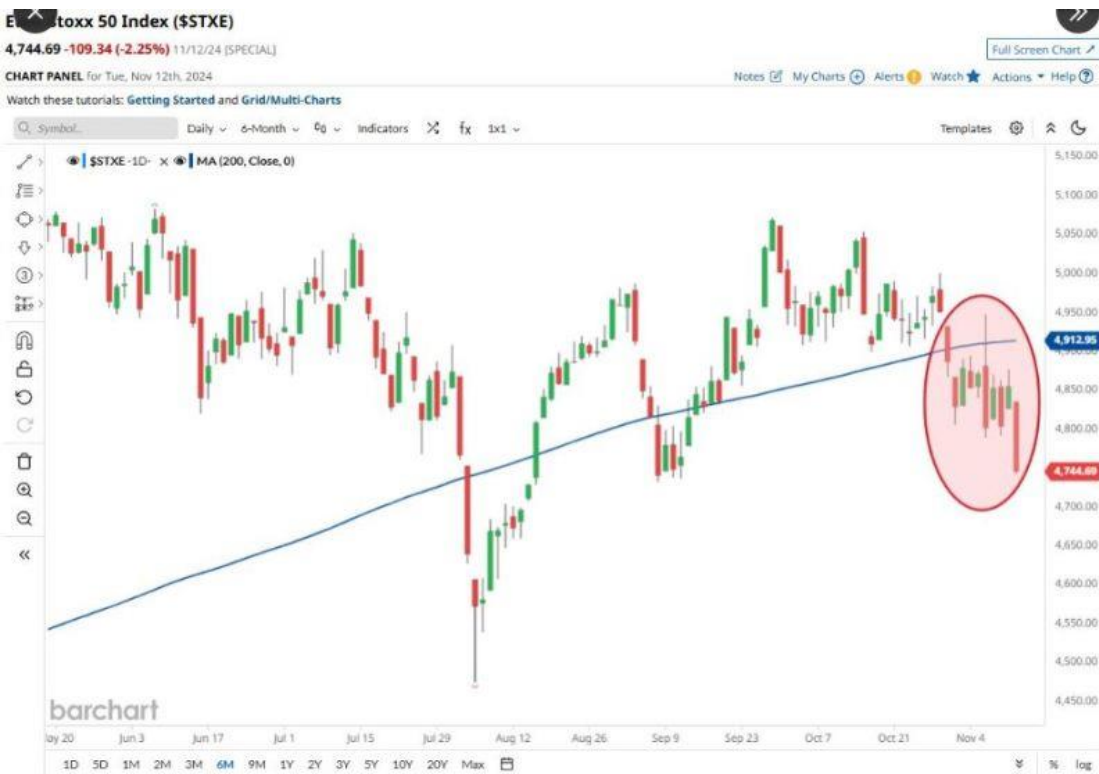 toxx 50 Index ($STXE)
4,744.69 -109.34 (-2.25%) 11/12/24 [SPECIAL]
Full Screen Chart
CHART PANEL for Tue, Nov 12th, 2024
Notes My Charts Alerts Watch Actions Help
Watch these tutorials: Getting Started and Grid/Multi-Charts
Symbol... Daily 6-Month Indicators fx 1x1 Templates
$STXE ·1D· × MA (200, Close, 0)
5,150.00
5,100.00
5,050.00
5,000.00
4,950.00
4,912.95
4,900.00
4,850.00
4,800.00
4,744.69
4,700.00
4,650.00
4,600.00
4,550.00
4,500.00
4,450.00
barchart
ay 20 Jun 3 Jun 17 Jul 1 Jul 15 Jul 29 Aug 12 Aug 26 Sep 9 Sep 23 Oct 7 Oct 21 Nov 4
1D 5D 1M 2M 3M 6M 9M 1Y 2Y 3Y 5Y 10Y 20Y Max % log